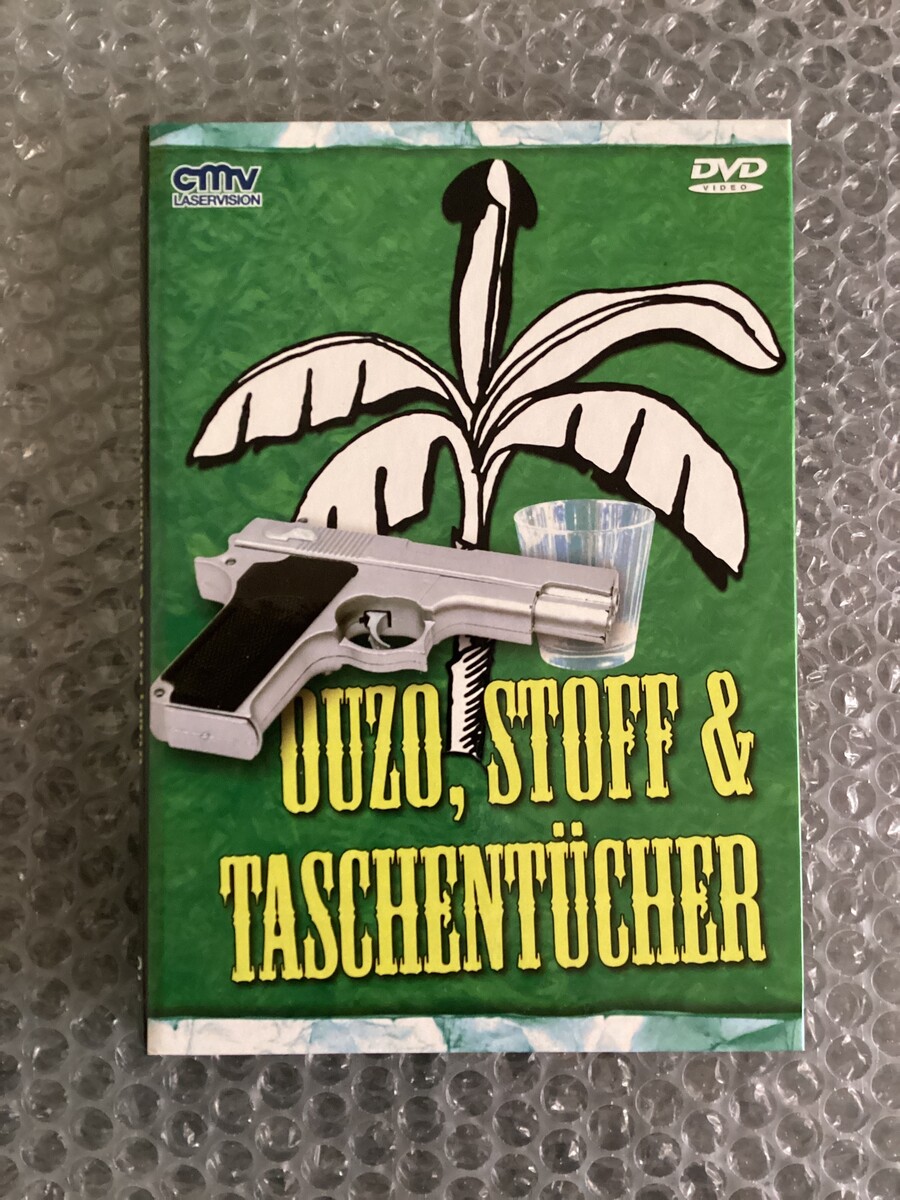 cmv
LASERVISION
DVD
VIDEO
OUZO, STOFF &
TASCHENTÜCHER